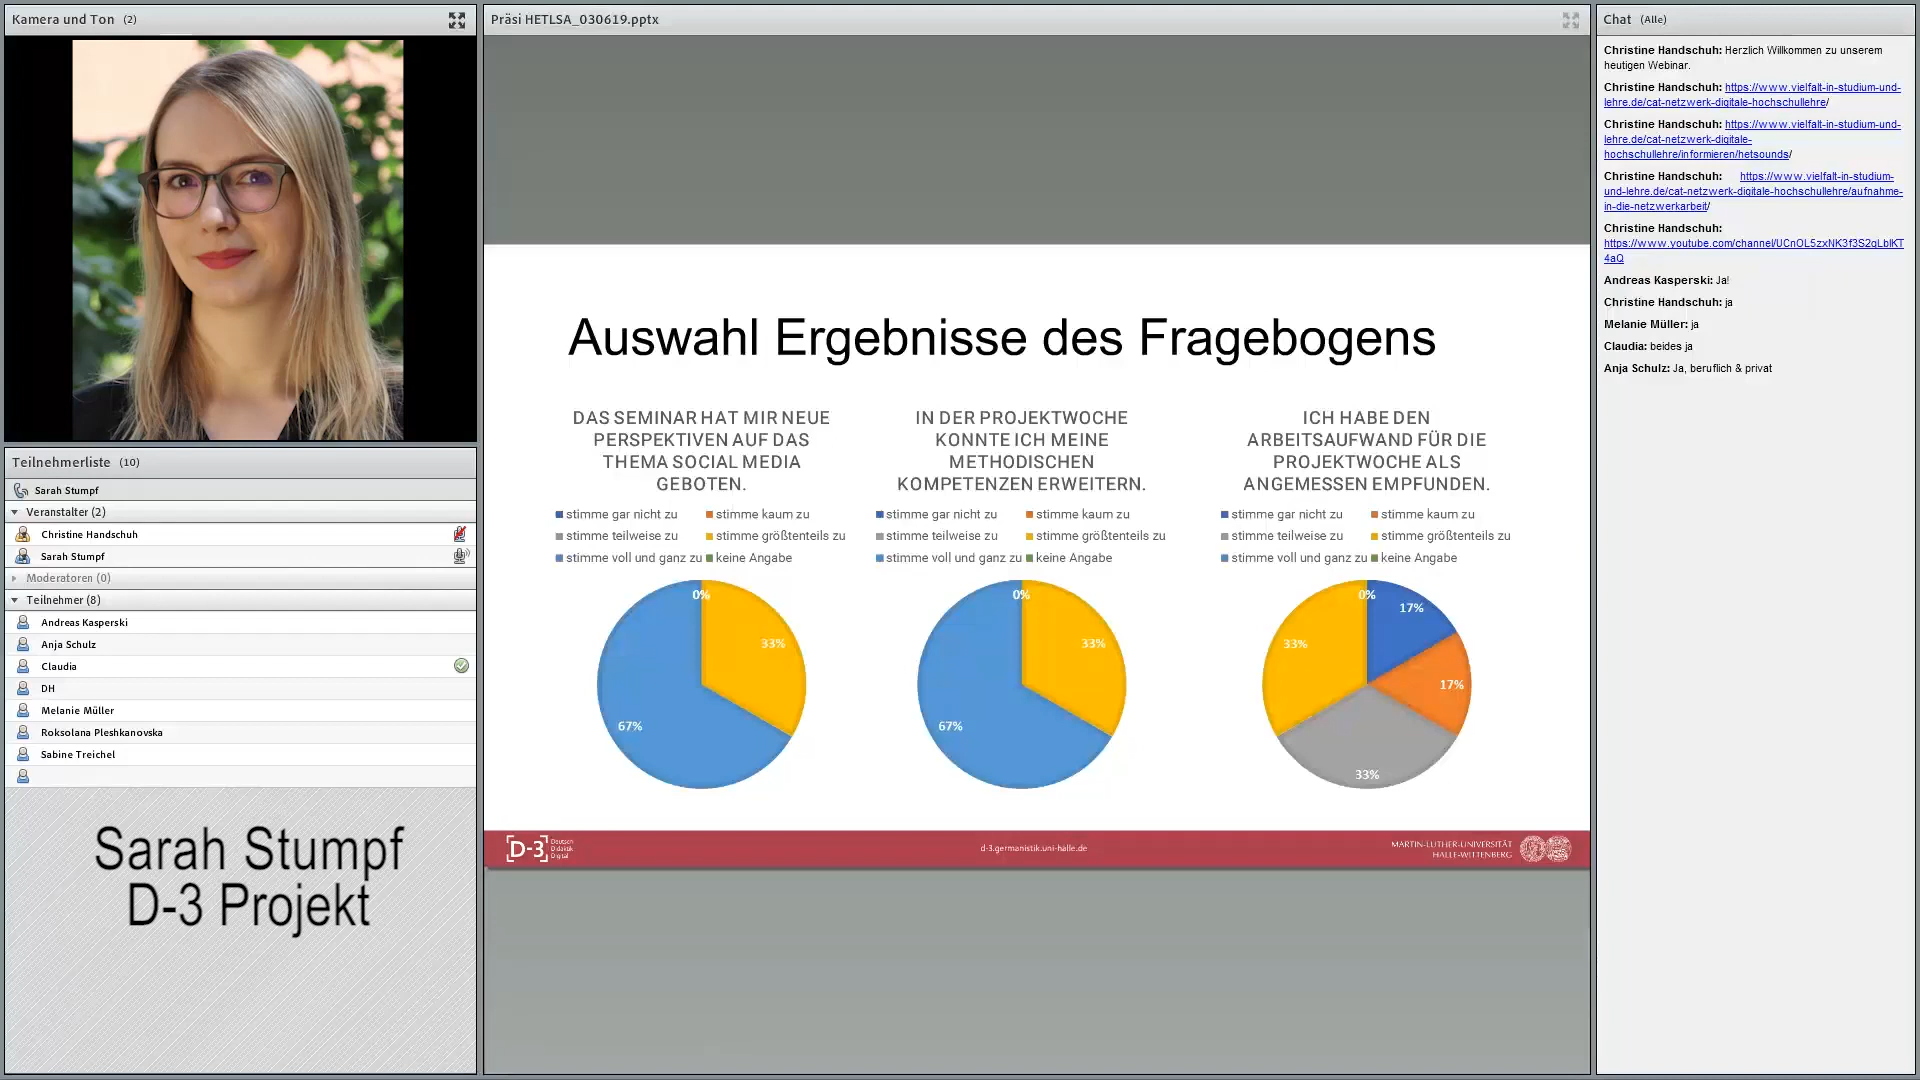 Kamera und Ton (2)
Teilnehmerliste (10)
Sarah Stumpf
Veranstalter (2)
Christine Handschuh
Sarah Stumpf
Moderatoren (0)
Teilnehmer (8)
Andreas Kasperski
Anja Schulz
Claudia
DH
Melanie Müller
Roksolana Pleshkanovska
Sabine Treichel
Sarah Stumpf
D-3 Projekt
Präsi HETLSA_030619.pptx
Auswahl Ergebnisse des Fragebogens
DAS SEMINAR HAT MIR NEUE
PERSPEKTIVEN AUF DAS
THEMA SOCIAL MEDIA
GEBOTEN.
stimme gar nicht zu stimme kaum zu
stimme teilweise zu stimme größtenteils zu
stimme voll und ganz zu keine Angabe
0%
33%
67%
IN DER PROJEKTWOCHE
KONNTE ICH MEINE
METHODISCHEN
KOMPETENZEN ERWEITERN.
stimme gar nicht zu stimme kaum zu
stimme teilweise zu stimme größtenteils zu
stimme voll und ganz zu keine Angabe
0%
33%
67%
ICH HABE DEN
ARBEITSAUFWAND FÜR DIE
PROJEKTWOCHE ALS
ANGEMESSEN EMPFUNDEN.
stimme gar nicht zu stimme kaum zu
stimme teilweise zu stimme größtenteils zu
stimme voll und ganz zu keine Angabe
0%
17%
33%
17%
33%
[D-3] Deutsch
Didaktik
Digital
d-3.germanistik.uni-halle.de
MARTIN-LUTHER-UNIVERSITÄT
HALLE-WITTENBERG
Chat (Alle)
Christine Handschuh: Herzlich Willkommen zu unserem
heutigen Webinar.
Christine Handschuh: https://www.vielfalt-in-studium-und-
lehre.de/cat-netzwerk-digitale-hochschullehre/
Christine Handschuh: https://www.vielfalt-in-studium-und-
lehre.de/cat-netzwerk-digitale-
hochschullehre/informieren/hetsounds/
Christine Handschuh: https://www.vielfalt-in-studium-
und-lehre.de/cat-netzwerk-digitale-hochschullehre/aufnahme-
in-die-netzwerkarbeit/
Christine Handschuh:
https://www.youtube.com/channel/UCnOL5zxNK3f3S2gLbIKT
4aQ
Andreas Kasperski: Ja!
Christine Handschuh: ja
Melanie Müller: ja
Claudia: beides ja
Anja Schulz: Ja, beruflich & privat